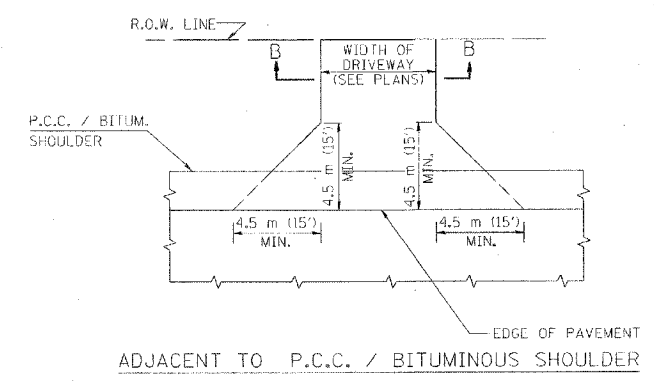 R.O.W. LINE
B
WIDTH OF
DRIVEWAY
(SEE PLANS)
B
P.C.C. / BITUM.
SHOULDER
4.5 m (15')
MIN.
4.5 m (15')
MIN.
4.5 m (15')
MIN.
4.5 m (15')
MIN.
EDGE OF PAVEMENT
ADJACENT TO P.C.C. / BITUMINOUS SHOULDER